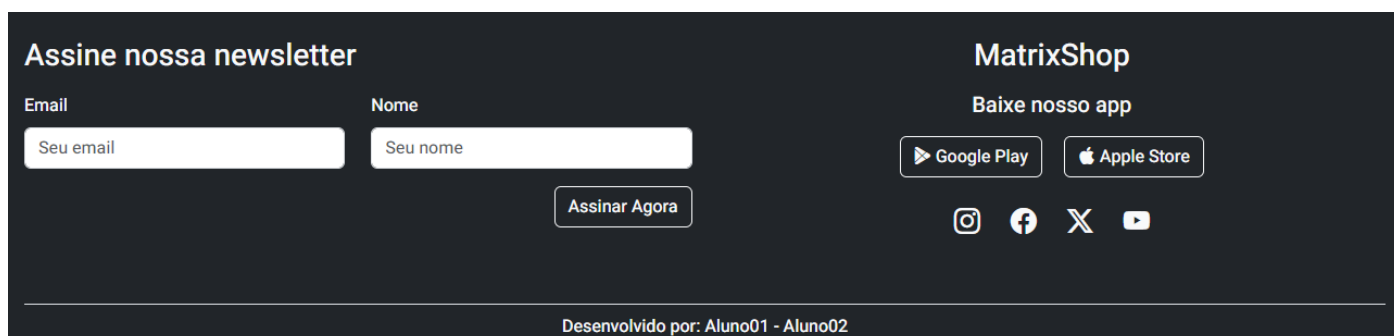 Assine nossa newsletter
Email
Nome
Seu email
Seu nome
Assinar Agora
MatrixShop
Baixe nosso app
Google Play
Apple Store
Desenvolvido por: Aluno01 - Aluno02